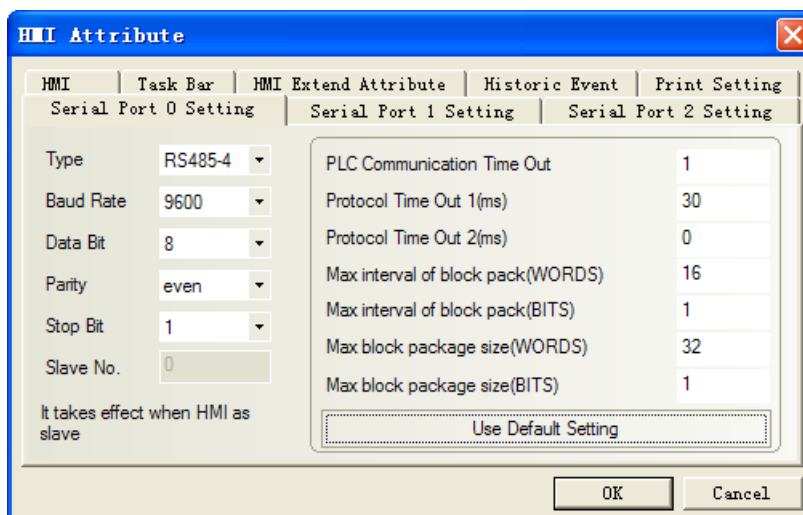 HMI Attribute
HMI
Task Bar
HMI Extend Attribute
Historic Event
Print Setting
Serial Port 0 Setting
Serial Port 1 Setting
Serial Port 2 Setting
Type
RS485-4
Baud Rate
9600
Data Bit
8
Parity
even
Stop Bit
1
Slave No.
0
It takes effect when HMI as
slave
PLC Communication Time Out
1
Protocol Time Out 1(ms)
30
Protocol Time Out 2(ms)
0
Max interval of block pack(WORDS)
16
Max interval of block pack(BITS)
1
Max block package size(WORDS)
32
Max block package size(BITS)
1
Use Default Setting
OK
Cancel